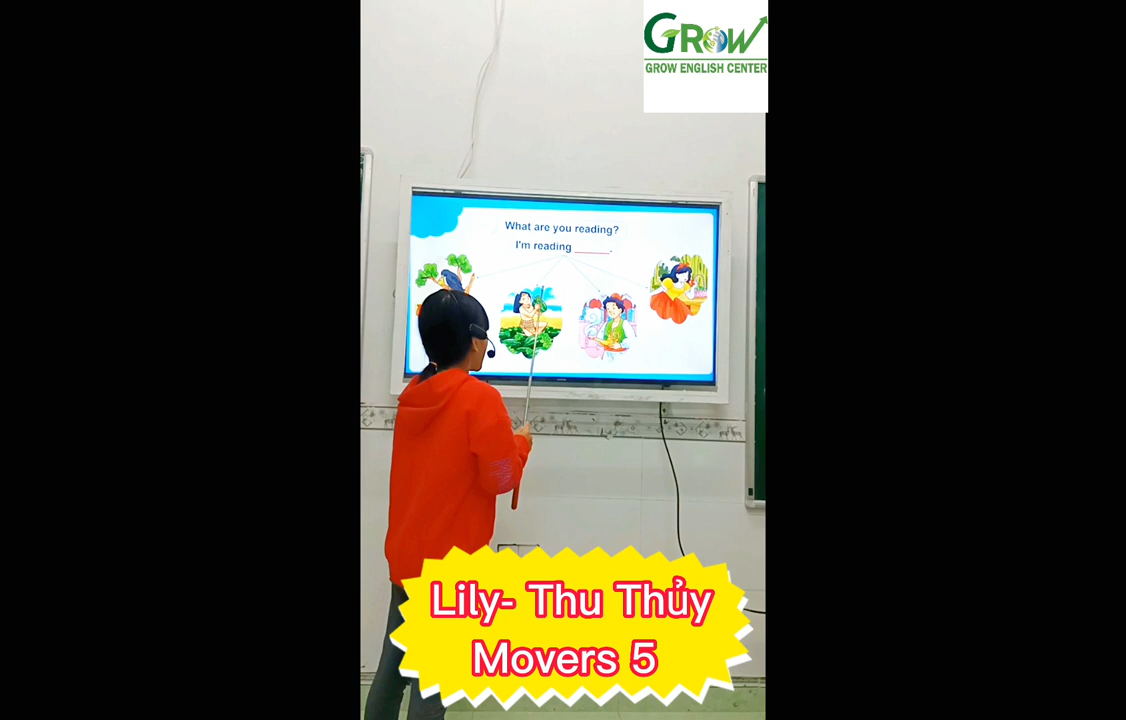 GROW
GROW ENGLISH CENTER
What are you reading?
I'm reading ______.
Lily- Thu Thủy
Movers 5